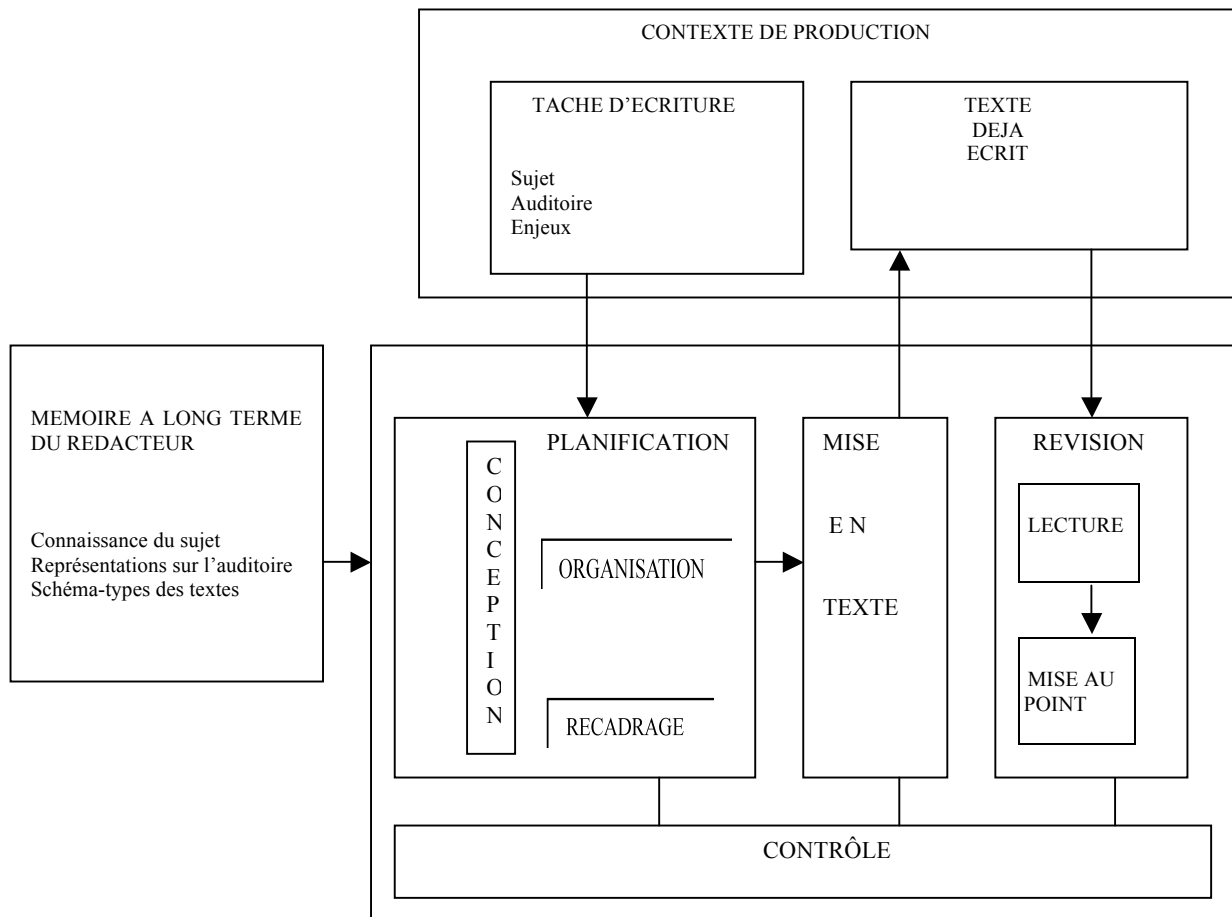 CONTEXTE DE PRODUCTION
TACHE D’ECRITURE
Sujet
Auditoire
Enjeux
TEXTE
DEJA
ECRIT
MEMOIRE A LONG TERME
DU REDACTEUR
Connaissance du sujet
Représentations sur l’auditoire
Schéma-types des textes
PLANIFICATION
C
O
N
C
E
P
T
I
O
N
ORGANISATION
RECADRAGE
MISE
E N
TEXTE
REVISION
LECTURE
MISE AU
POINT
CONTRÔLE